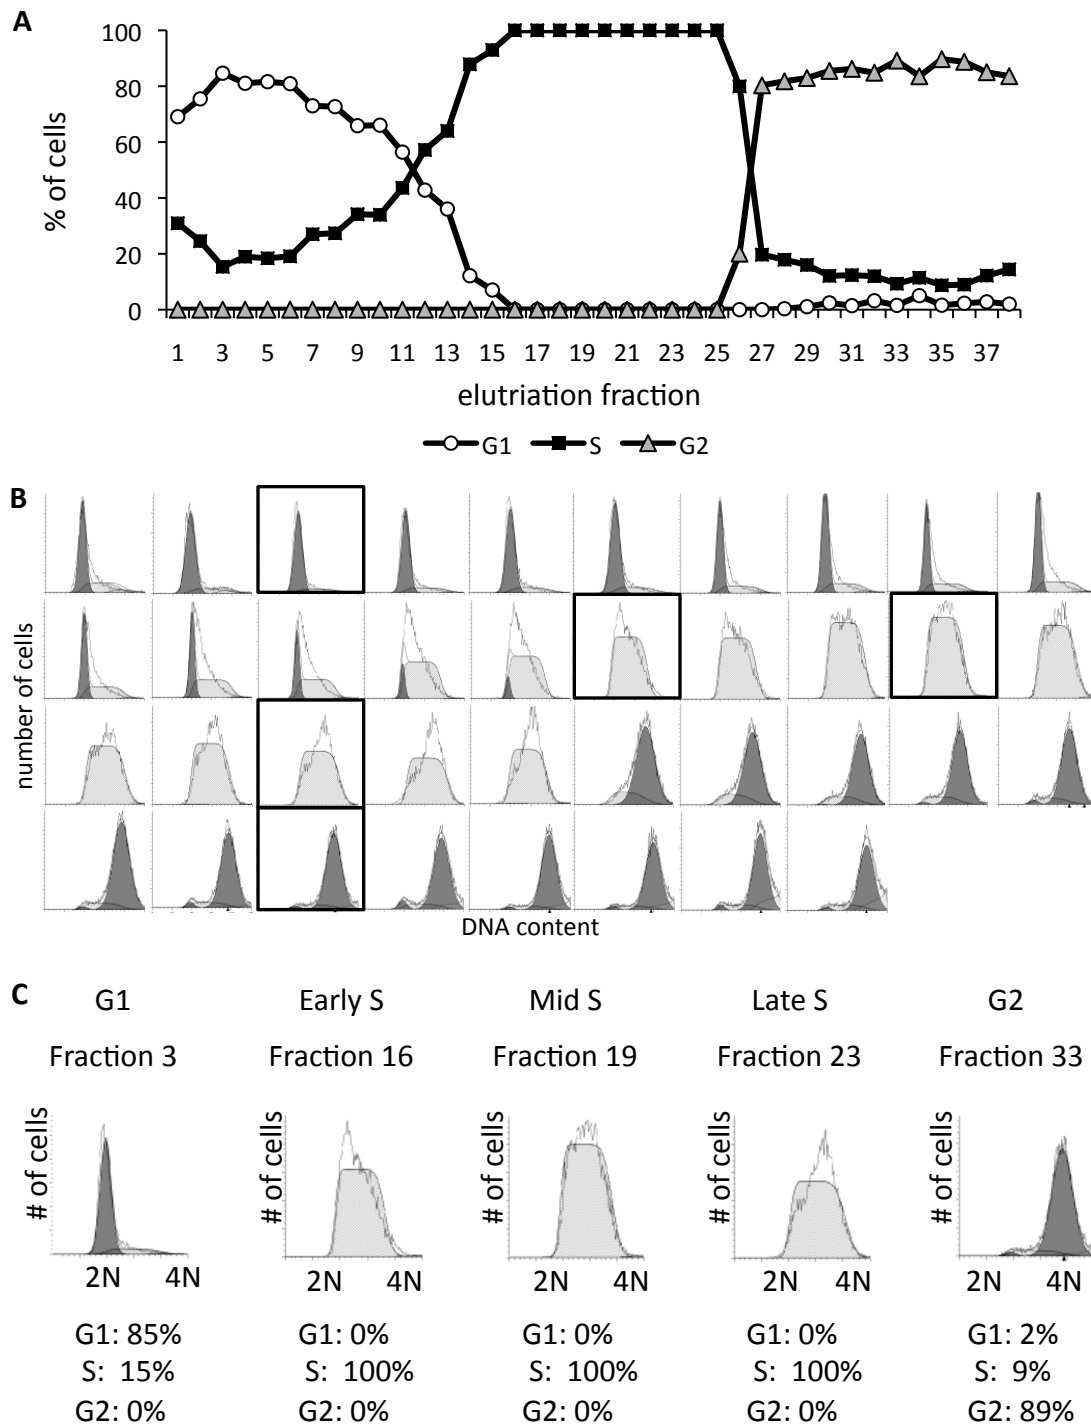 A
100
80
60
40
20
0
% of cells
1 3 5 7 9 11 13 15 17 19 21 23 25 27 29 31 33 35 37
elutriation fraction
G1 S G2
B
number of cells
DNA content
C
G1 Early S Mid S Late S G2
Fraction 3 Fraction 16 Fraction 19 Fraction 23 Fraction 33
# of cells # of cells # of cells # of cells # of cells
2N 4N 2N 4N 2N 4N 2N 4N 2N 4N
G1: 85% G1: 0% G1: 0% G1: 0% G1: 2%
S: 15% S: 100% S: 100% S: 100% S: 9%
G2: 0% G2: 0% G2: 0% G2: 0% G2: 89%